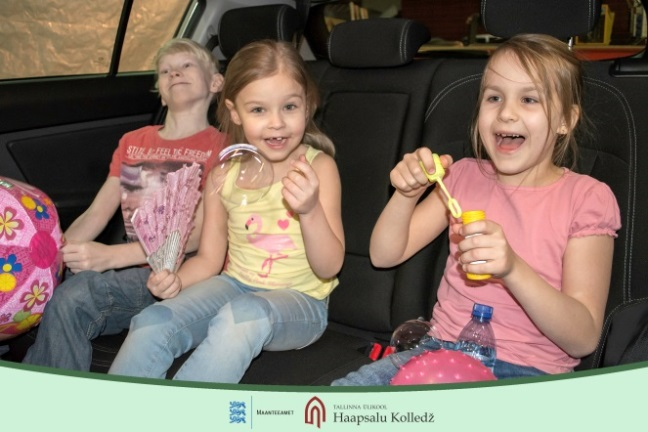 MAANTEEAMET
TALLINNA ÜLIKOOL
Haapsalu Kolledž